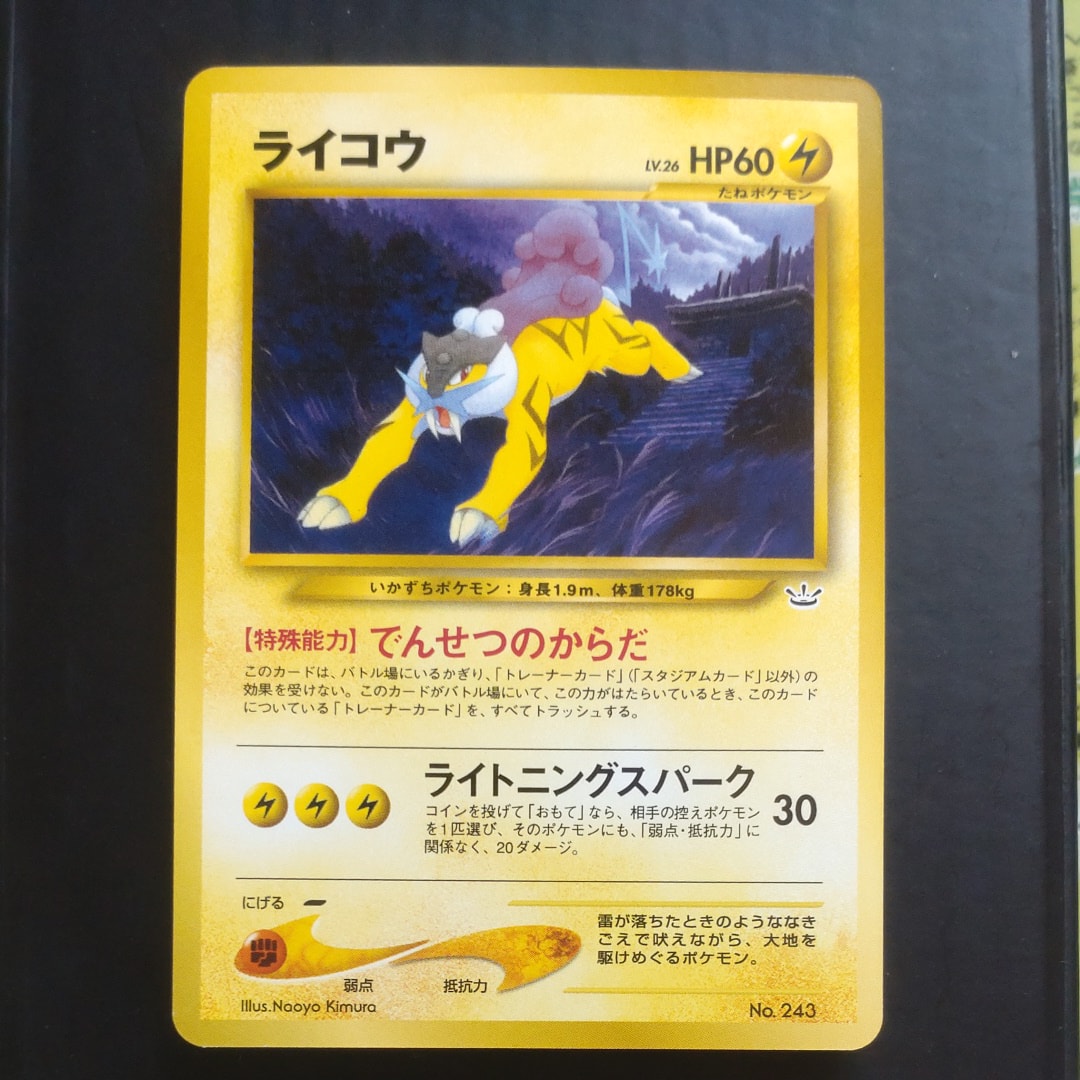 ライコウ
LV.26 HP60
たねポケモン
いかずちポケモン：身長1.9m、体重178kg
【特殊能力】でんせつのからだ
このカードは、バトル場にいるかぎり、「トレーナーカード」（「スタジアムカード」以外）の
効果を受けない。このカードがバトル場にいて、この力がはたらいているとき、このカード
についている「トレーナーカード」を、すべてトラッシュする。
ライトニングスパーク
コインを投げて「おもて」なら、相手の控えポケモン
を1匹選び、そのポケモンにも、「弱点・抵抗力」に
関係なく、20ダメージ。
30
にげる
雷が落ちたときのようななき
ごえで吠えながら、大地を
駆けめぐるポケモン。
弱点 抵抗力
Illus.Naoyo Kimura
No. 243